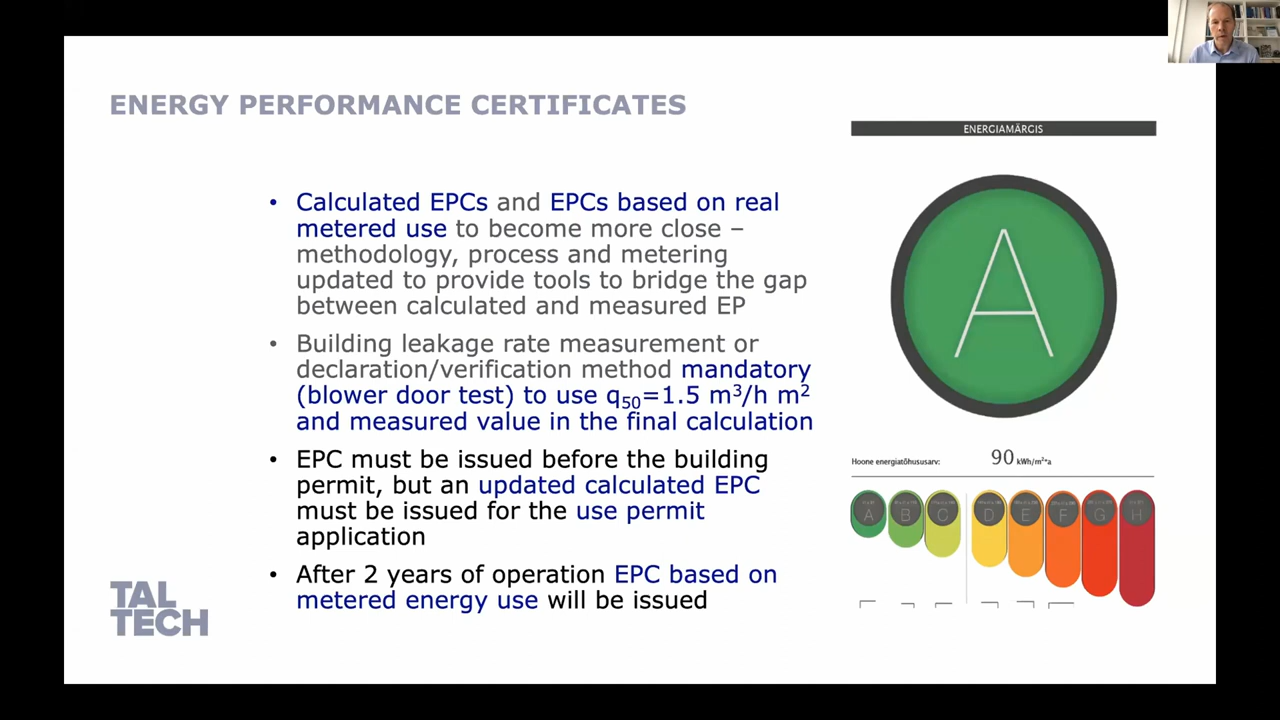 ENERGY PERFORMANCE CERTIFICATES
• Calculated EPCs and EPCs based on real
metered use to become more close –
methodology, process and metering
updated to provide tools to bridge the gap
between calculated and measured EP
• Building leakage rate measurement or
declaration/verification method mandatory
(blower door test) to use q₅₀=1.5 m³/h m²
and measured value in the final calculation
• EPC must be issued before the building
permit, but an updated calculated EPC
must be issued for the use permit
application
• After 2 years of operation EPC based on
metered energy use will be issued
TAL
TECH
ENERGIAMÄRGIS
A
Hoone energiatõhususarv: 90 kWh/m²*a
A B C D E F G H